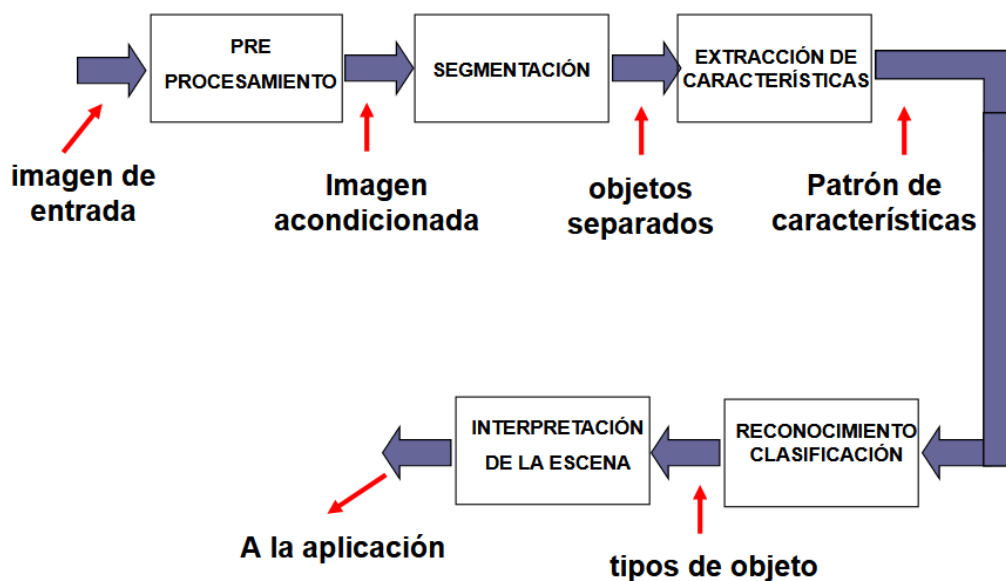 PRE
PROCESAMIENTO
SEGMENTACIÓN
EXTRACCIÓN DE
CARACTERÍSTICAS
imagen de
entrada
Imagen
acondicionada
objetos
separados
Patrón de
características
INTERPRETACIÓN
DE LA ESCENA
RECONOCIMIENTO
CLASIFICACIÓN
A la aplicación
tipos de objeto